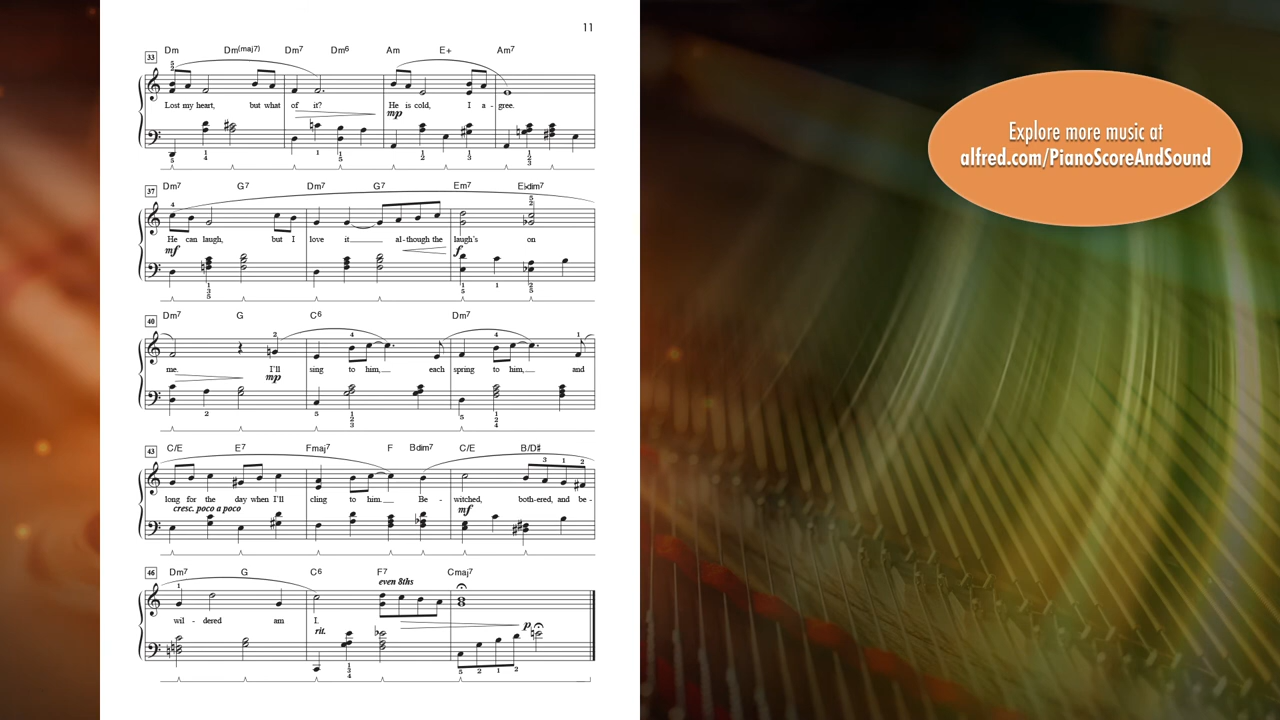 11
Dm Dm(maj7) Dm7 Dm6 Am E+ Am7
33
Lost my heart, but what of it? He is cold, I a - gree.
mp
Dm7 G7 Dm7 G7 Em7 E♭dim7
37
He can laugh, but I love it al - though the laugh's on
mf f
Dm7 G C6 Dm7
40
me. I'll sing to him, each spring to him, and
mp
C/E E7 Fmaj7 F Bdim7 C/E B/D#
43
long for the day when I'll cling to him. Be - witched, both-ered, and be -
cresc. poco a poco mf
Dm7 G C6 F7 Cmaj7
46
even 8ths
wil - dered am I.
rit. p
Explore more music at
alfred.com/PianoScoreAndSound